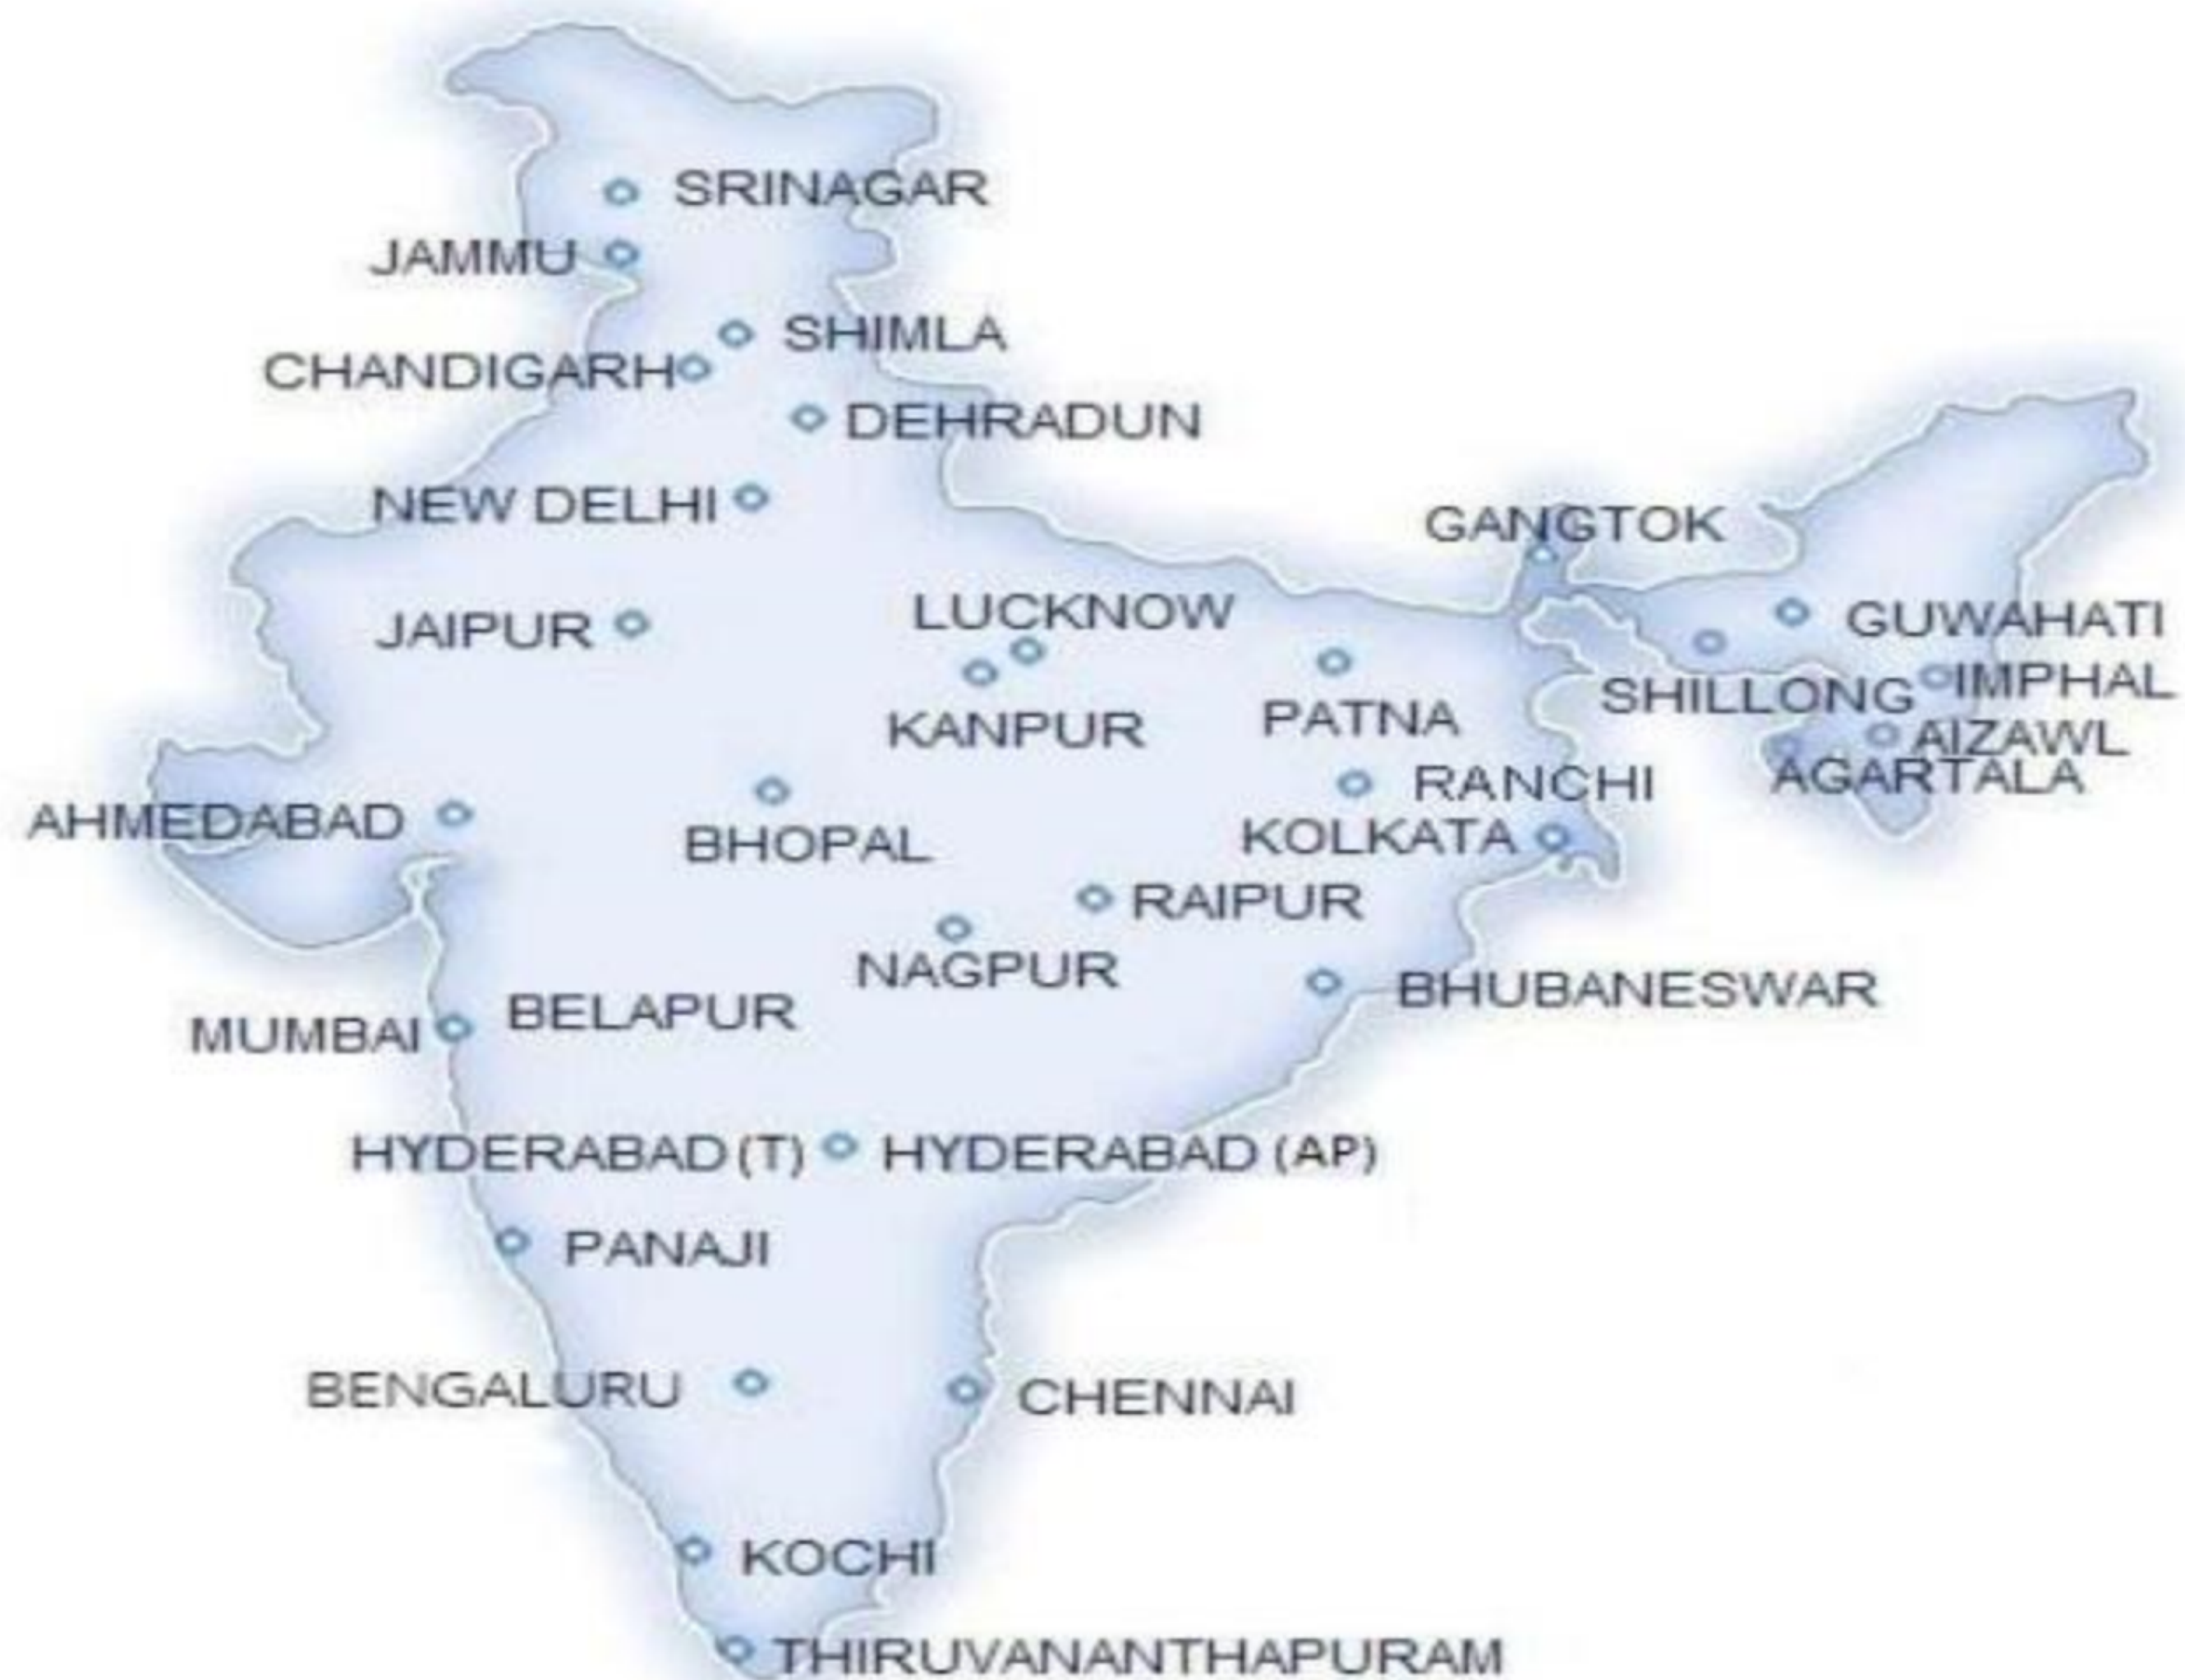 SRINAGAR
JAMMU
SHIMLA
CHANDIGARH
DEHRADUN
NEW DELHI
GANGTOK
LUCKNOW
GUWAHATI
JAIPUR
IMPHAL
SHILLONG
PATNA
KANPUR
AIZAWL
AGARTALA
RANCHI
AHMEDABAD
KOLKATA
BHOPAL
RAIPUR
NAGPUR
BHUBANESWAR
BELAPUR
MUMBAI
HYDERABAD (T) HYDERABAD (AP)
PANAJI
BENGALURU
CHENNAI
KOCHI
THIRUVANANTHAPURAM